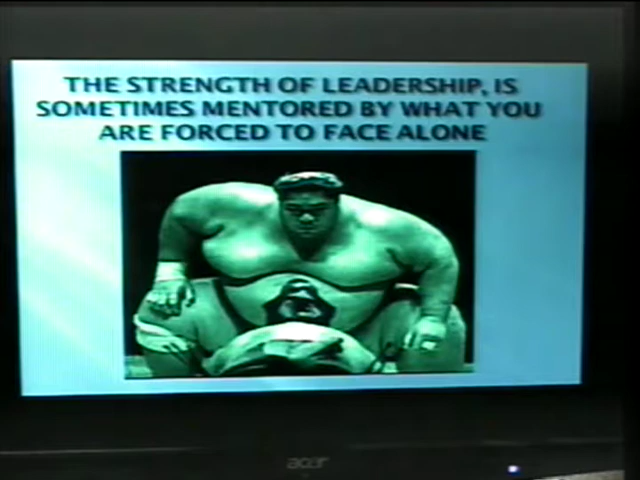 THE STRENGTH OF LEADERSHIP, IS
SOMETIMES MENTORED BY WHAT YOU
ARE FORCED TO FACE ALONE
acer